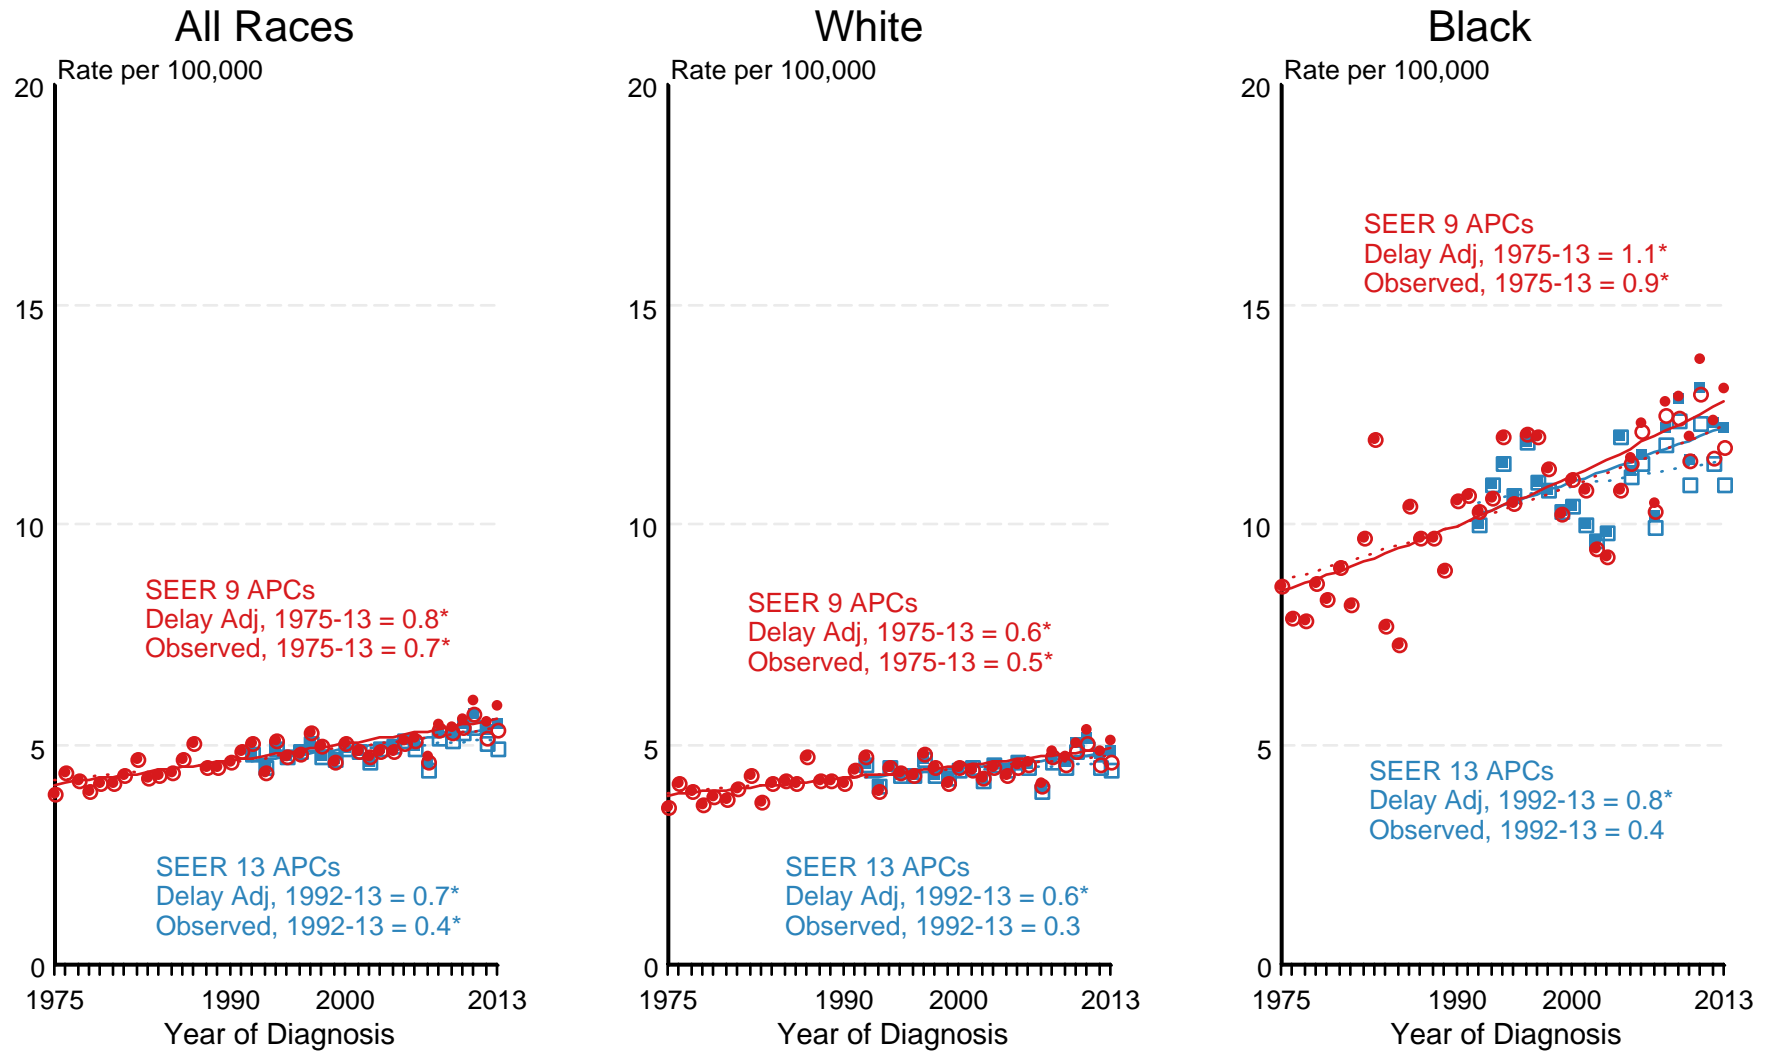 All Races
Rate per 100,000
20
15
10
5
0
SEER 9 APCs
Delay Adj, 1975-13 = 0.8*
Observed, 1975-13 = 0.7*
SEER 13 APCs
Delay Adj, 1992-13 = 0.7*
Observed, 1992-13 = 0.4*
1975 1990 2000 2013
Year of Diagnosis
White
Rate per 100,000
20
15
10
5
0
SEER 9 APCs
Delay Adj, 1975-13 = 0.6*
Observed, 1975-13 = 0.5*
SEER 13 APCs
Delay Adj, 1992-13 = 0.6*
Observed, 1992-13 = 0.3
1975 1990 2000 2013
Year of Diagnosis
Black
Rate per 100,000
20
15
10
5
0
SEER 9 APCs
Delay Adj, 1975-13 = 1.1*
Observed, 1975-13 = 0.9*
SEER 13 APCs
Delay Adj, 1992-13 = 0.8*
Observed, 1992-13 = 0.4
1975 1990 2000 2013
Year of Diagnosis